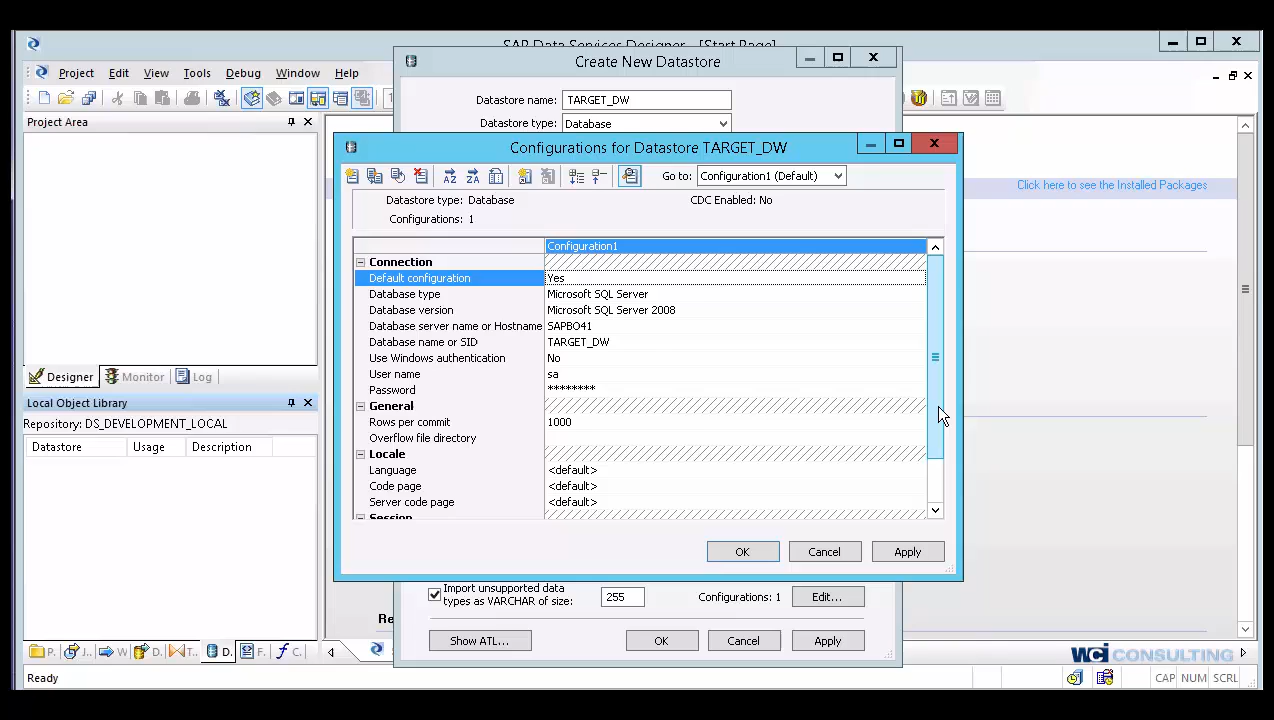 SAP Data Services Designer - [Start Page]
Create New Datastore
Project Edit View Tools Debug Window Help
Datastore name: TARGET_DW
Project Area
Datastore type: Database
Configurations for Datastore TARGET_DW
Go to: Configuration1 (Default)
Click here to see the Installed Packages
Datastore type: Database
CDC Enabled: No
Configurations: 1
Configuration1
Connection
Default configuration Yes
Database type Microsoft SQL Server
Database version Microsoft SQL Server 2008
Database server name or Hostname SAPBO41
Database name or SID TARGET_DW
Use Windows authentication No
User name sa
Password ********
General
Rows per commit 1000
Overflow file directory
Locale
Language <default>
Code page <default>
Server code page <default>
Session
Designer Monitor Log
Local Object Library
Repository: DS_DEVELOPMENT_LOCAL
Datastore Usage Description
OK Cancel Apply
Import unsupported data
types as VARCHAR of size: 255
Configurations: 1 Edit...
Re
Show ATL... OK Cancel Apply
P. J. W D. T. D. F. C.
WCI CONSULTING
Ready
CAP NUM SCRL